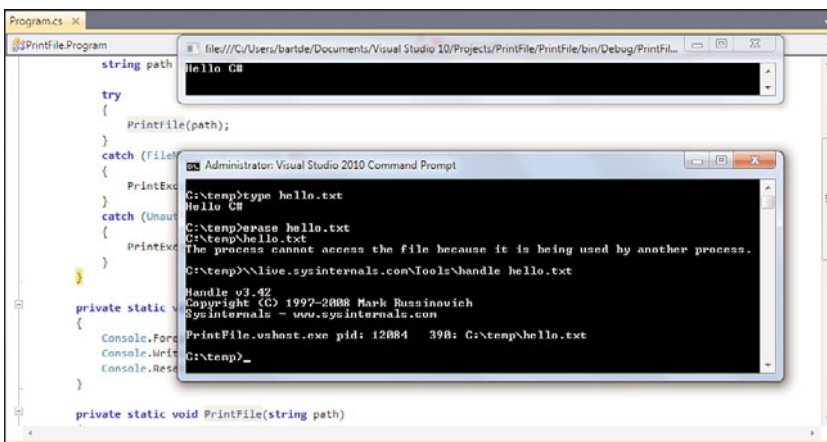 Program.cs
PrintFile.Program
file:///C:/Users/bartde/Documents/Visual Studio 10/Projects/PrintFile/PrintFile/bin/Debug/PrintFil...
Hello C#
string path
try
{
PrintFile(path);
}
catch (FileN
{
PrintExc
}
catch (Unaut
{
PrintExc
}
}
private static v
{
Console.Fore
Console.Writ
Console.Rese
}
private static void PrintFile(string path)
Administrator: Visual Studio 2010 Command Prompt
C:\temp>type hello.txt
Hello C#
C:\temp>erase hello.txt
C:\temp\hello.txt
The process cannot access the file because it is being used by another process.
C:\temp>\\live.sysinternals.com\Tools\handle hello.txt
Handle v3.42
Copyright (C) 1997-2008 Mark Russinovich
Sysinternals - www.sysinternals.com
PrintFile.vshost.exe pid: 12084 390: C:\temp\hello.txt
C:\temp>_